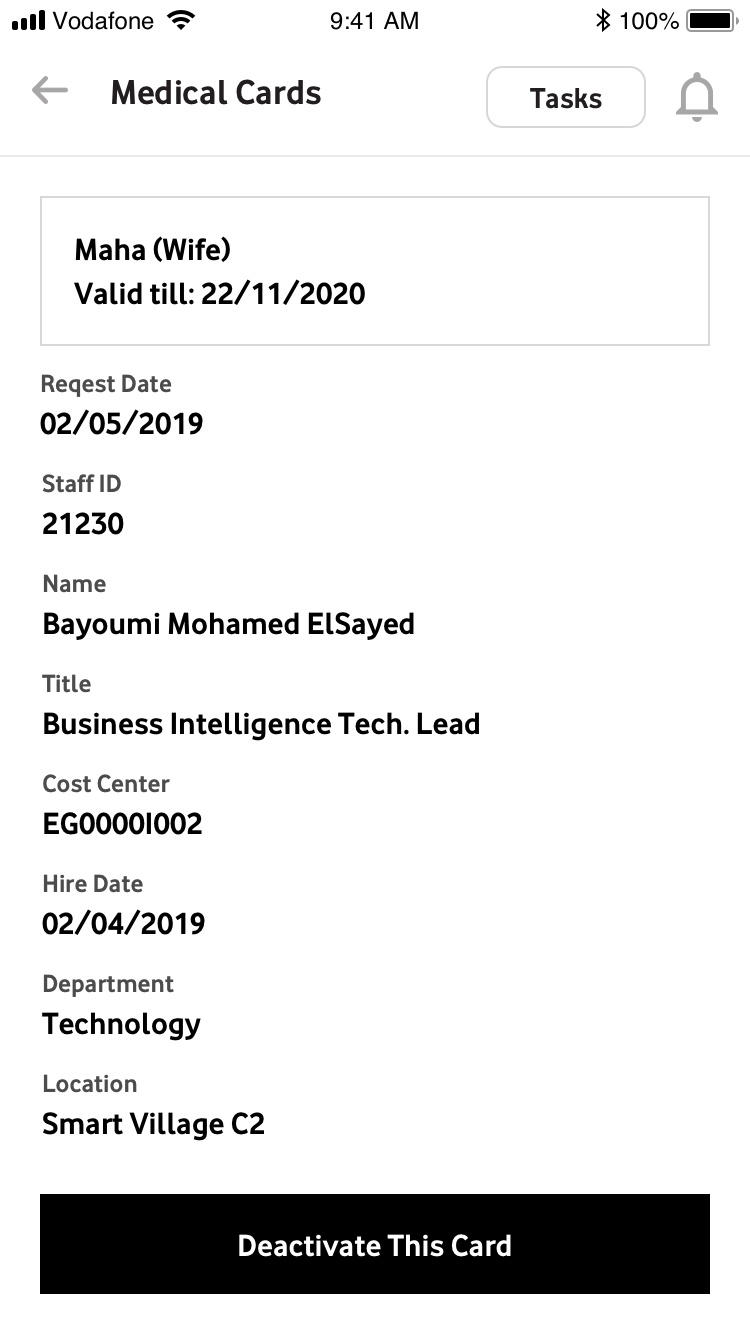 Vodafone 9:41 AM 100%
Medical Cards Tasks
Maha (Wife)
Valid till: 22/11/2020
Reqest Date
02/05/2019
Staff ID
21230
Name
Bayoumi Mohamed ElSayed
Title
Business Intelligence Tech. Lead
Cost Center
EG0000I002
Hire Date
02/04/2019
Department
Technology
Location
Smart Village C2
Deactivate This Card